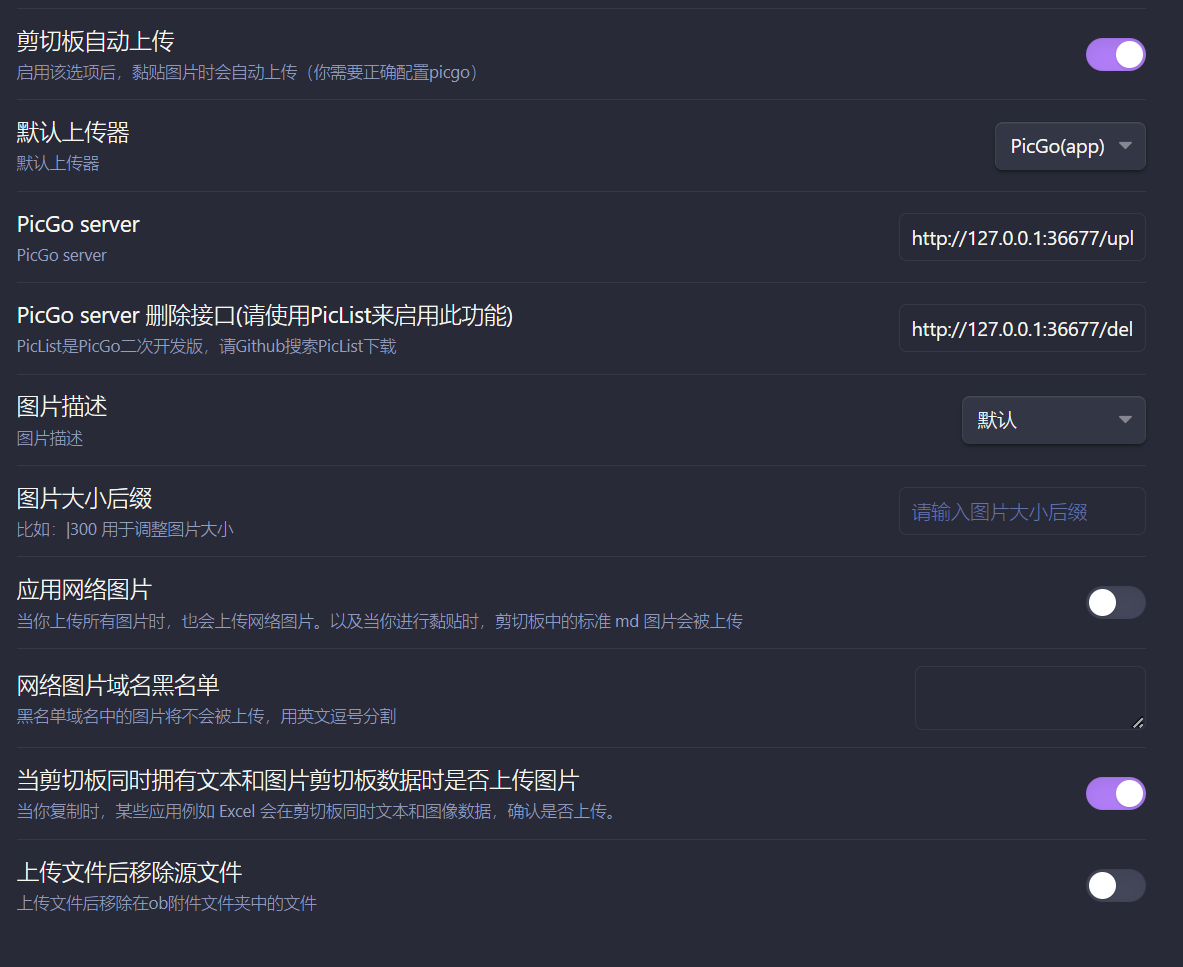 剪切板自动上传
启用该选项后，黏贴图片时会自动上传（你需要正确配置picgo）
默认上传器
默认上传器
PicGo(app)
PicGo server
PicGo server
http://127.0.0.1:36677/upl
PicGo server 删除接口(请使用PicList来启用此功能)
PicList是PicGo二次开发版，请Github搜索PicList下载
http://127.0.0.1:36677/del
图片描述
图片描述
默认
图片大小后缀
比如：|300 用于调整图片大小
请输入图片大小后缀
应用网络图片
当你上传所有图片时，也会上传网络图片。以及当你进行黏贴时，剪切板中的标准 md 图片会被上传
网络图片域名黑名单
黑名单域名中的图片将不会被上传，用英文逗号分割
当剪切板同时拥有文本和图片剪切板数据时是否上传图片
当你复制时，某些应用例如 Excel 会在剪切板同时文本和图像数据，确认是否上传。
上传文件后移除源文件
上传文件后移除在ob附件文件夹中的文件